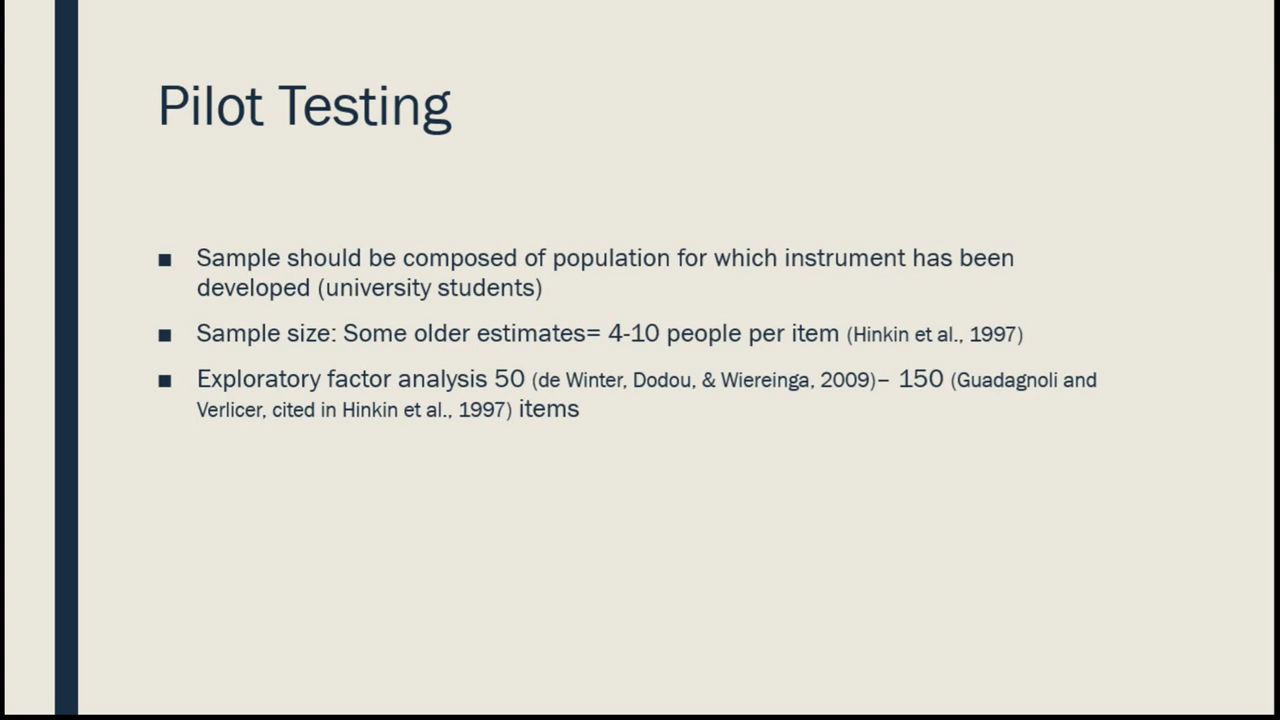 Pilot Testing
■ Sample should be composed of population for which instrument has been
developed (university students)
■ Sample size: Some older estimates= 4-10 people per item (Hinkin et al., 1997)
■ Exploratory factor analysis 50 (de Winter, Dodou, & Wiereinga, 2009)– 150 (Guadagnoli and
Verlicer, cited in Hinkin et al., 1997) items